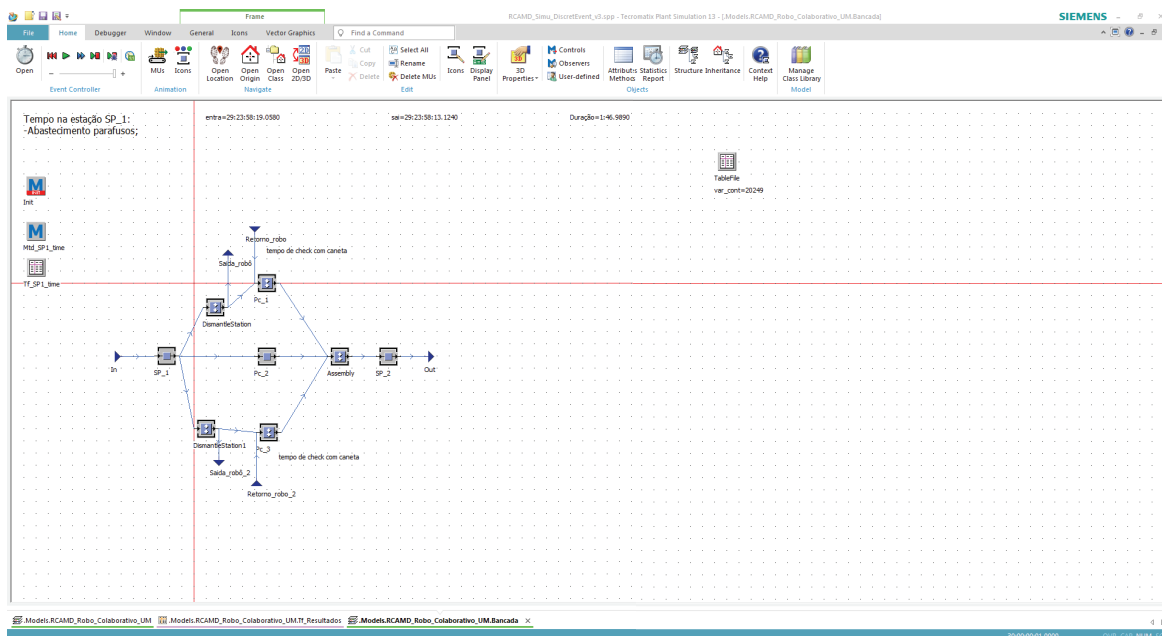 Frame
RCAMD_Simu_DiscretEvent_v3.spp - Tecnomatix Plant Simulation 13 - [.Models.RCAMD_Robo_Colaborativo_UM.Bancada]
SIEMENS
File Home Debugger Window General Icons Vector Graphics Find a Command
Open
MUs Icons
Open Location
Open Origin
Open Class
Open 2D/3D
Paste
Cut
Copy
Delete
Select All
Rename
Delete MUs
Icons Display Panel
3D Properties
Controls
Observers
User-defined
Attributes Methods
Statistics Report
Structure Inheritance
Context Help
Manage Class Library
Event Controller Animation Navigate Edit Objects Model
Tempo na estação SP_1:
-Abastecimento parafusos;
entra=29:23:58:19.0580
sai=29:23:58:13.1240
Duração=1:46.9890
TableFile
var_cont=20249
Init
Mtd_SP1_time
Tf_SP1_time
Retorno_robo
tempo de check com caneta
Saida_robô
Pc_1
DismantleStation
In
SP_1
Pc_2
Assembly
SP_2
Out
DismantleStation1
Pc_3
tempo de check com caneta
Saida_robô_2
Retorno_robo_2
.Models.RCAMD_Robo_Colaborativo_UM .Models.RCAMD_Robo_Colaborativo_UM.Tf_Resultados .Models.RCAMD_Robo_Colaborativo_UM.Bancada